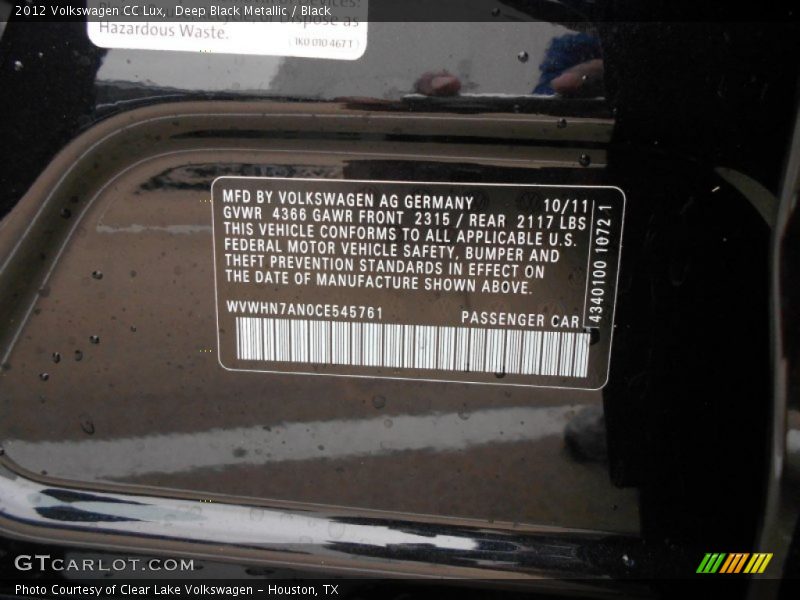 2012 Volkswagen CC Lux, Deep Black Metallic / Black
Hazardous Waste.
(1K0 010 467 T)
MFD BY VOLKSWAGEN AG GERMANY 10/11
GVWR 4366 GAWR FRONT 2315 / REAR 2117 LBS
THIS VEHICLE CONFORMS TO ALL APPLICABLE U.S.
FEDERAL MOTOR VEHICLE SAFETY, BUMPER AND
THEFT PREVENTION STANDARDS IN EFFECT ON
THE DATE OF MANUFACTURE SHOWN ABOVE.
WVWHN7AN0CE545761 PASSENGER CAR
4340100 1072.1
GTCARLOT.COM
Photo Courtesy of Clear Lake Volkswagen - Houston, TX